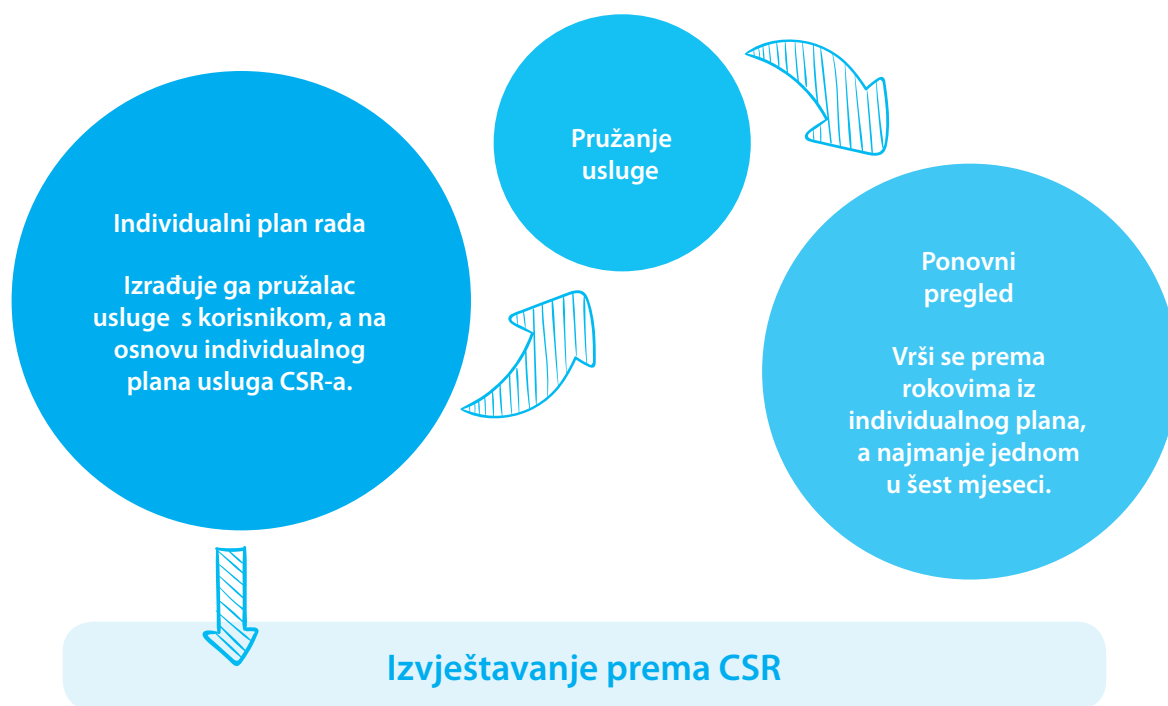 Individualni plan rada
Izrađuje ga pružalac
usluge s korisnikom, a na
osnovu individualnog
plana usluga CSR-a.
Pružanje
usluge
Ponovni
pregled
Vrši se prema
rokovima iz
individualnog plana,
a najmanje jednom
u šest mjeseci.
Izvještavanje prema CSR